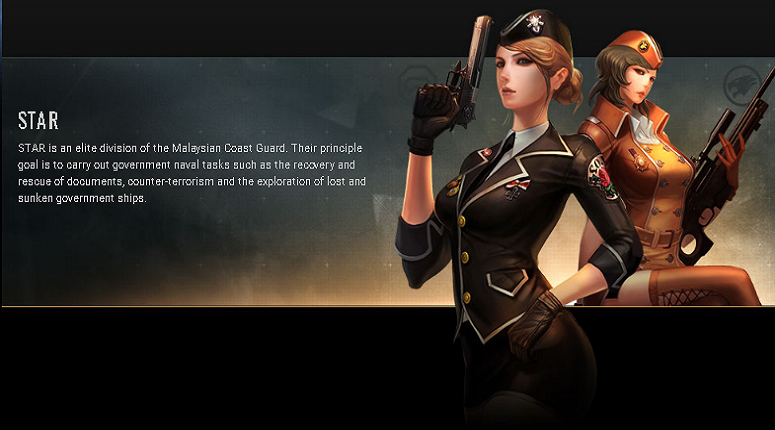 STAR
STAR is an elite division of the Malaysian Coast Guard. Their principle
goal is to carry out government naval tasks such as the recovery and
rescue of documents, counter-terrorism and the exploration of lost and
sunken government ships.